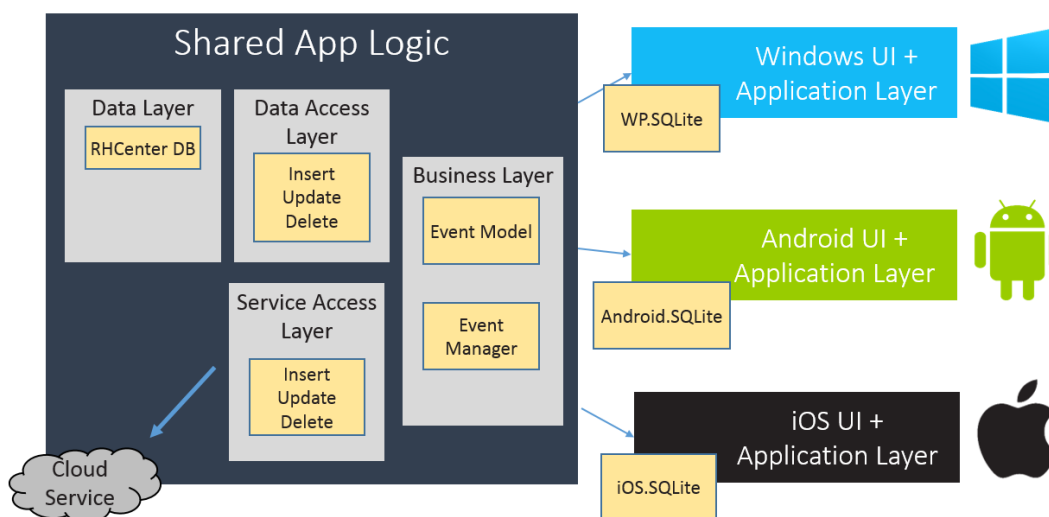 Shared App Logic
Data Layer
RHCenter DB
Data Access
Layer
Insert
Update
Delete
Business Layer
Event Model
Event
Manager
Service Access
Layer
Insert
Update
Delete
Cloud
Service
Windows UI +
Application Layer
WP.SQLite
Android UI +
Application Layer
Android.SQLite
iOS UI +
Application Layer
iOS.SQLite